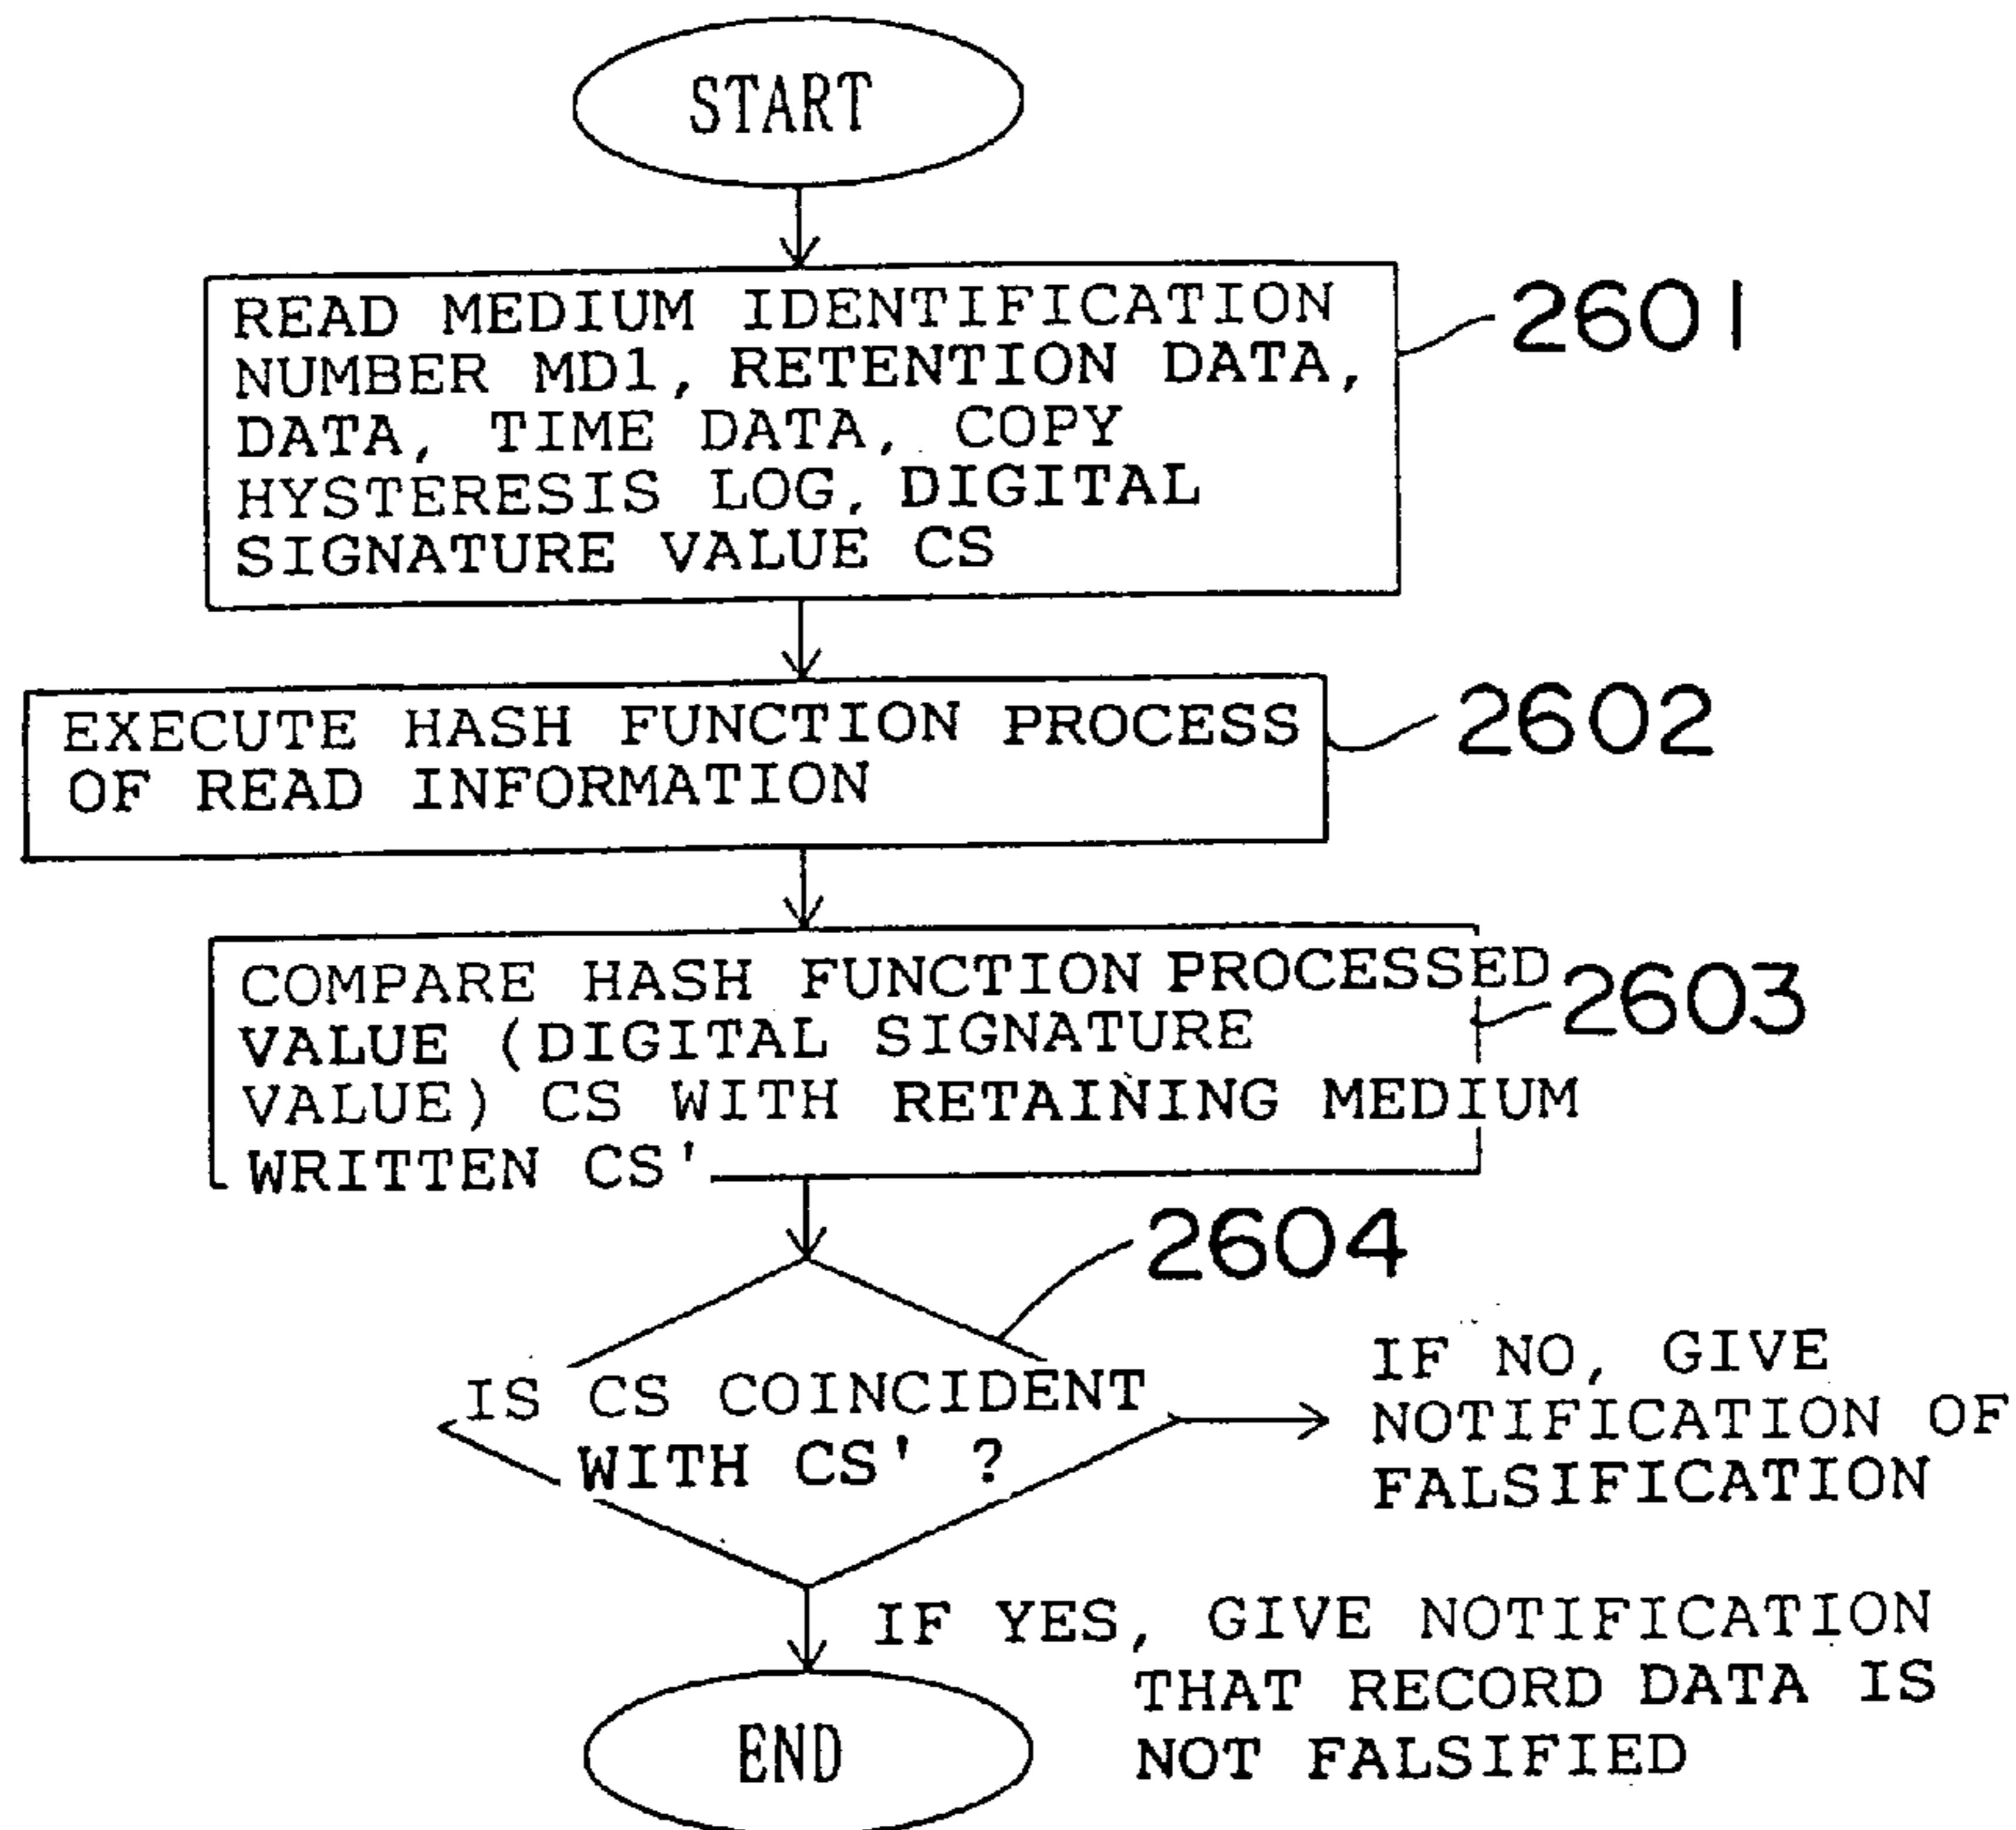 START
READ MEDIUM IDENTIFICATION
NUMBER MD1, RETENTION DATA,
DATA, TIME DATA, COPY
HYSTERESIS LOG, DIGITAL
SIGNATURE VALUE CS
2601
EXECUTE HASH FUNCTION PROCESS
OF READ INFORMATION
2602
COMPARE HASH FUNCTION PROCESSED
VALUE (DIGITAL SIGNATURE
VALUE) CS WITH RETAINING MEDIUM
WRITTEN CS'
2603
2604
IS CS COINCIDENT
WITH CS' ?
IF NO, GIVE
NOTIFICATION OF
FALSIFICATION
IF YES, GIVE NOTIFICATION
THAT RECORD DATA IS
NOT FALSIFIED
END